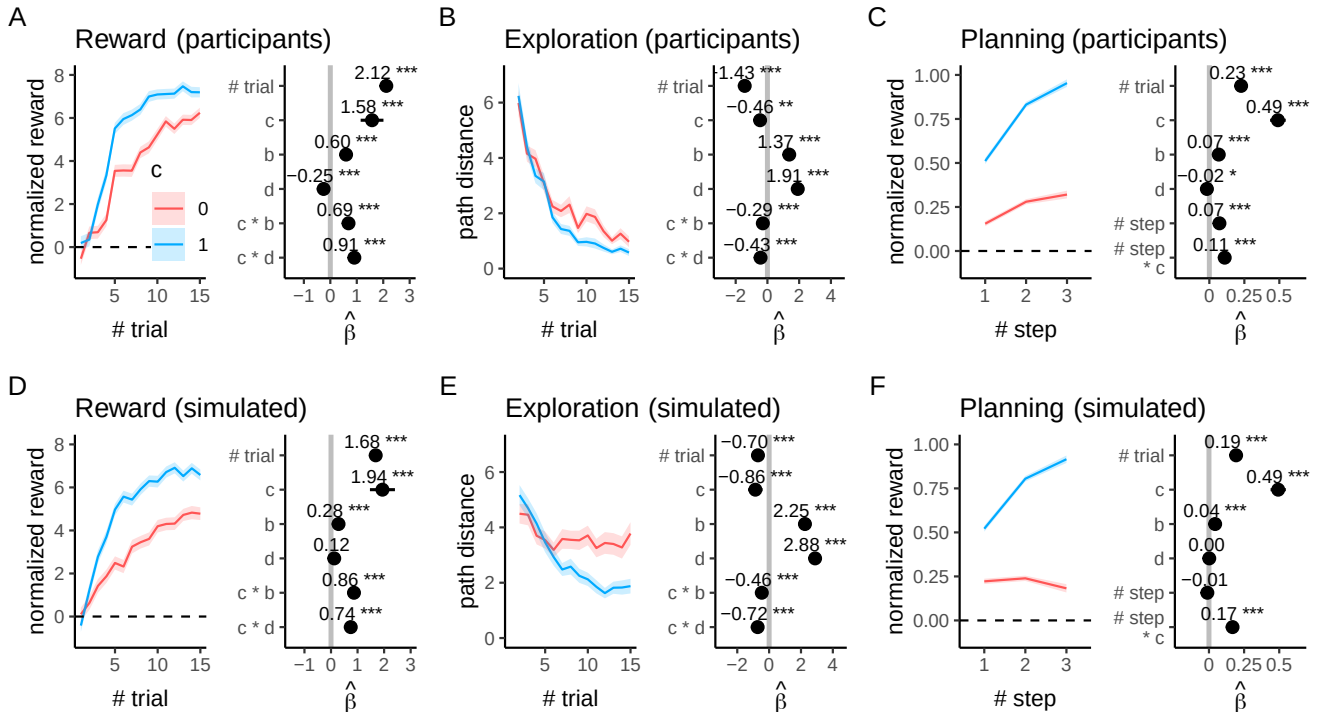 A
Reward (participants)
normalized reward
8
6
4
2
0
5
10
15
# trial
c
0
1
# trial
c
b
d
c * b
c * d
2.12 ***
1.58 ***
0.60 ***
−0.25 ***
0.69 ***
0.91 ***
−1
0
1
2
3
β̂
B
Exploration (participants)
path distance
6
4
2
0
5
10
15
# trial
−1.43 ***
−0.46 **
1.37 ***
1.91 ***
−0.29 ***
−0.43 ***
−2
0
2
4
β̂
C
Planning (participants)
normalized reward
1.00
0.75
0.50
0.25
0.00
1
2
3
# step
# trial
c
b
d
# step
# step
* c
0.23 ***
0.49 ***
0.07 ***
−0.02 *
0.07 ***
0.11 ***
0
0.25
0.5
β̂
D
Reward (simulated)
normalized reward
8
6
4
2
0
5
10
15
# trial
# trial
c
b
d
c * b
c * d
1.68 ***
1.94 ***
0.28 ***
0.12
0.86 ***
0.74 ***
−1
0
1
2
3
β̂
E
Exploration (simulated)
path distance
6
4
2
0
5
10
15
# trial
# trial
c
b
d
c * b
c * d
−0.70 ***
−0.86 ***
2.25 ***
2.88 ***
−0.46 ***
−0.72 ***
−2
0
2
4
β̂
F
Planning (simulated)
normalized reward
1.00
0.75
0.50
0.25
0.00
1
2
3
# step
# trial
c
b
d
# step
# step
* c
0.19 ***
0.49 ***
0.04 ***
0.00
−0.01
0.17 ***
0
0.25
0.5
β̂